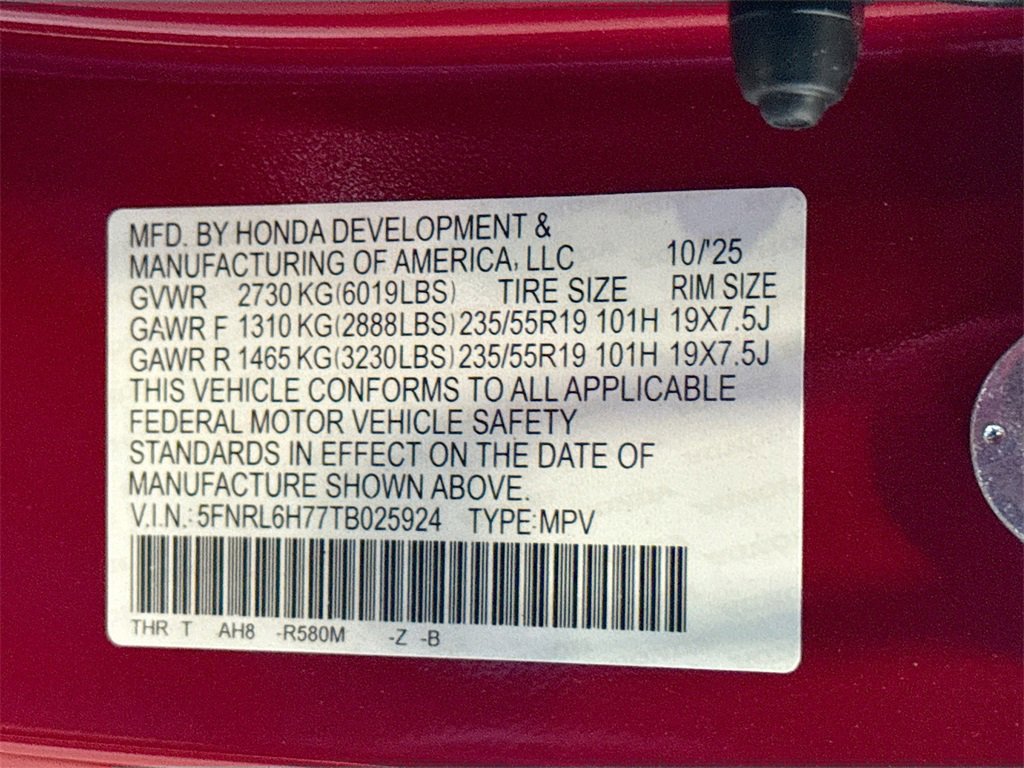 MFD. BY HONDA DEVELOPMENT &
MANUFACTURING OF AMERICA, LLC 10/'25
GVWR 2730 KG(6019LBS) TIRE SIZE RIM SIZE
GAWR F 1310 KG(2888LBS) 235/55R19 101H 19X7.5J
GAWR R 1465 KG(3230LBS) 235/55R19 101H 19X7.5J
THIS VEHICLE CONFORMS TO ALL APPLICABLE
FEDERAL MOTOR VEHICLE SAFETY
STANDARDS IN EFFECT ON THE DATE OF
MANUFACTURE SHOWN ABOVE.
V.I.N.: 5FNRL6H77TB025924 TYPE:MPV
THR T AH8 -R580M -Z -B